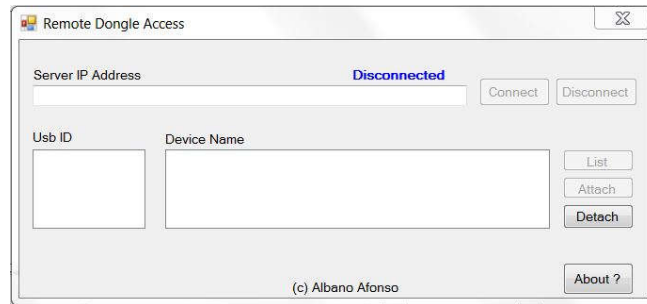 Remote Dongle Access
Server IP Address Disconnected
Connect Disconnect
Usb ID Device Name
List
Attach
Detach
About ?
(c) Albano Afonso